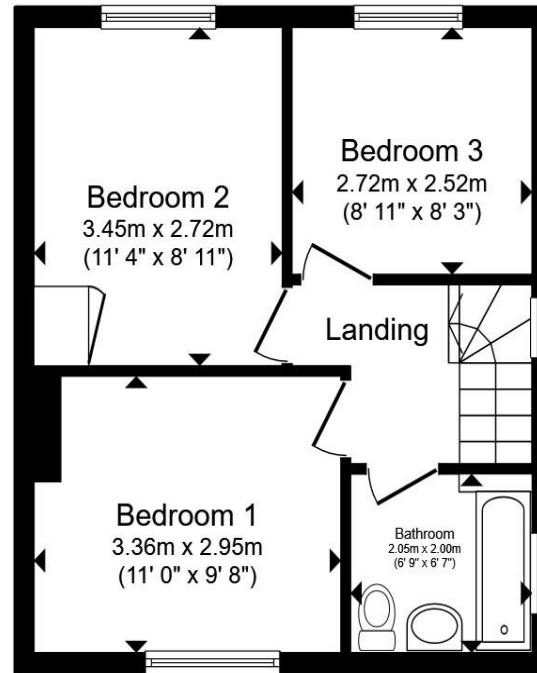 Bedroom 2
3.45m x 2.72m
(11' 4" x 8' 11")
Bedroom 3
2.72m x 2.52m
(8' 11" x 8' 3")
Landing
Bedroom 1
3.36m x 2.95m
(11' 0" x 9' 8")
Bathroom
2.05m x 2.00m
(6' 9" x 6' 7")